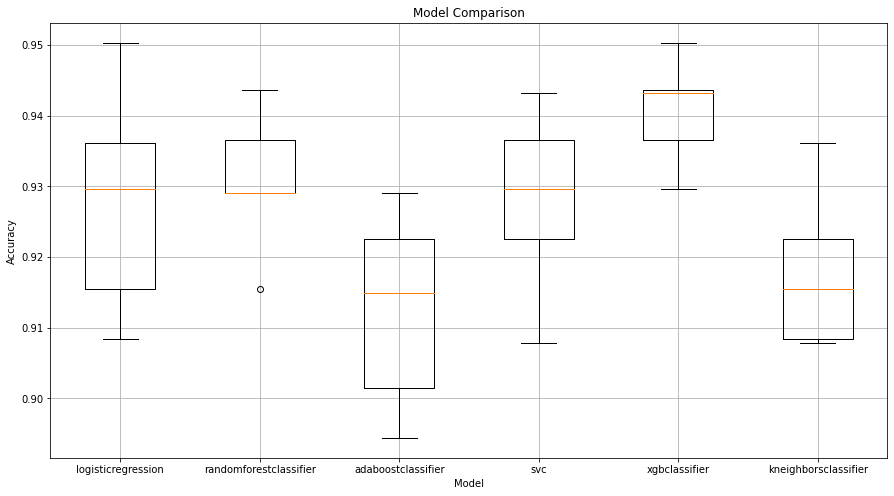 Model Comparison
0.95
0.94
0.93
0.92
0.91
0.90
Accuracy
logisticregression randomforestclassifier adaboostclassifier svc xgbclassifier kneighborsclassifier
Model